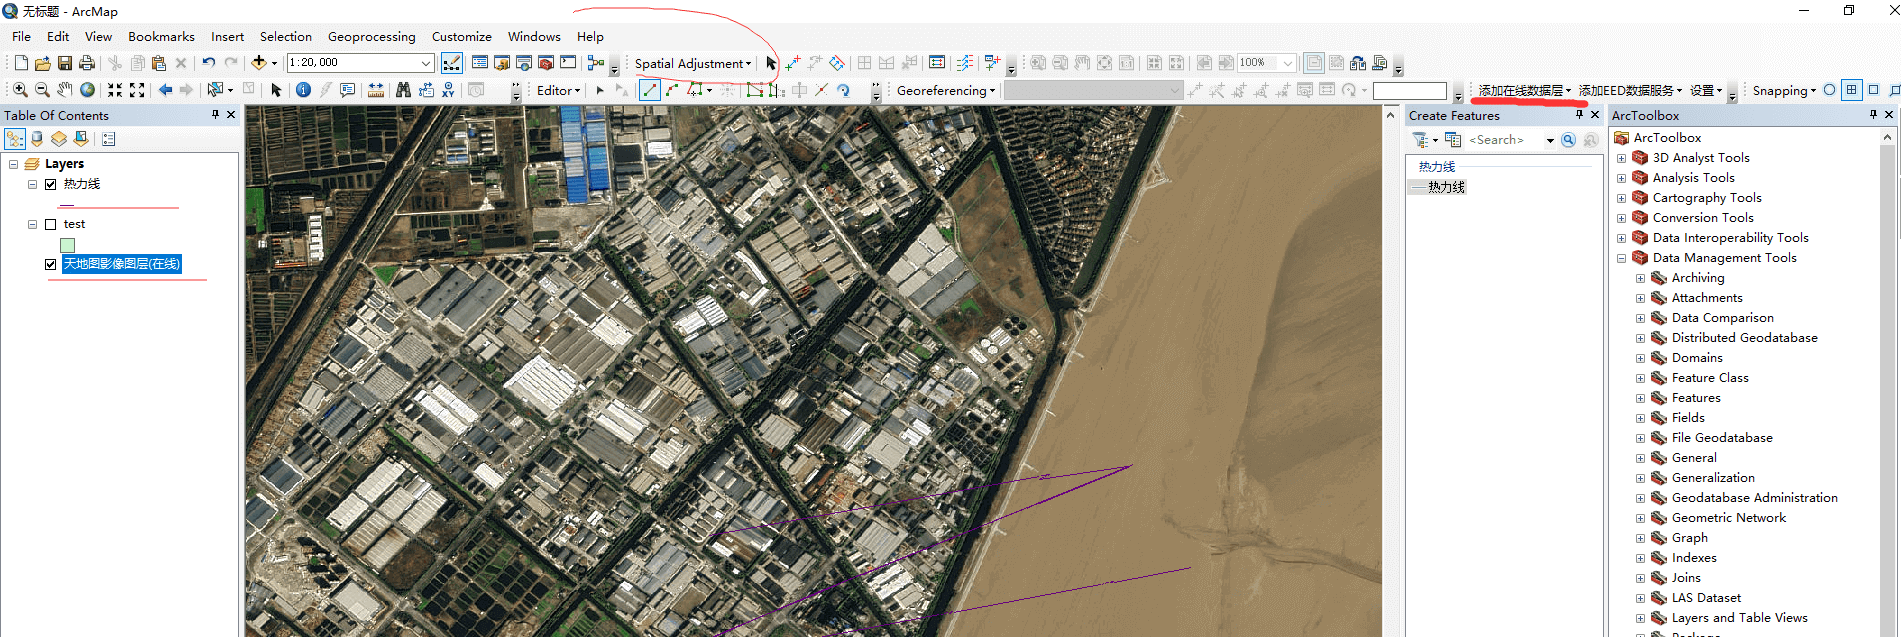 无标题 - ArcMap
File Edit View Bookmarks Insert Selection Geoprocessing Customize Windows Help
1:20,000 Spatial Adjustment 100%
Editor Georeferencing 添加在线数据层 添加EED数据服务 设置 Snapping
Table Of Contents
Layers
热力线
test
天地图影像图层(在线)
Create Features
<Search>
热力线
热力线
ArcToolbox
ArcToolbox
3D Analyst Tools
Analysis Tools
Cartography Tools
Conversion Tools
Data Interoperability Tools
Data Management Tools
Archiving
Attachments
Data Comparison
Distributed Geodatabase
Domains
Feature Class
Features
Fields
File Geodatabase
General
Generalization
Geodatabase Administration
Geometric Network
Graph
Indexes
Joins
LAS Dataset
Layers and Table Views
Package